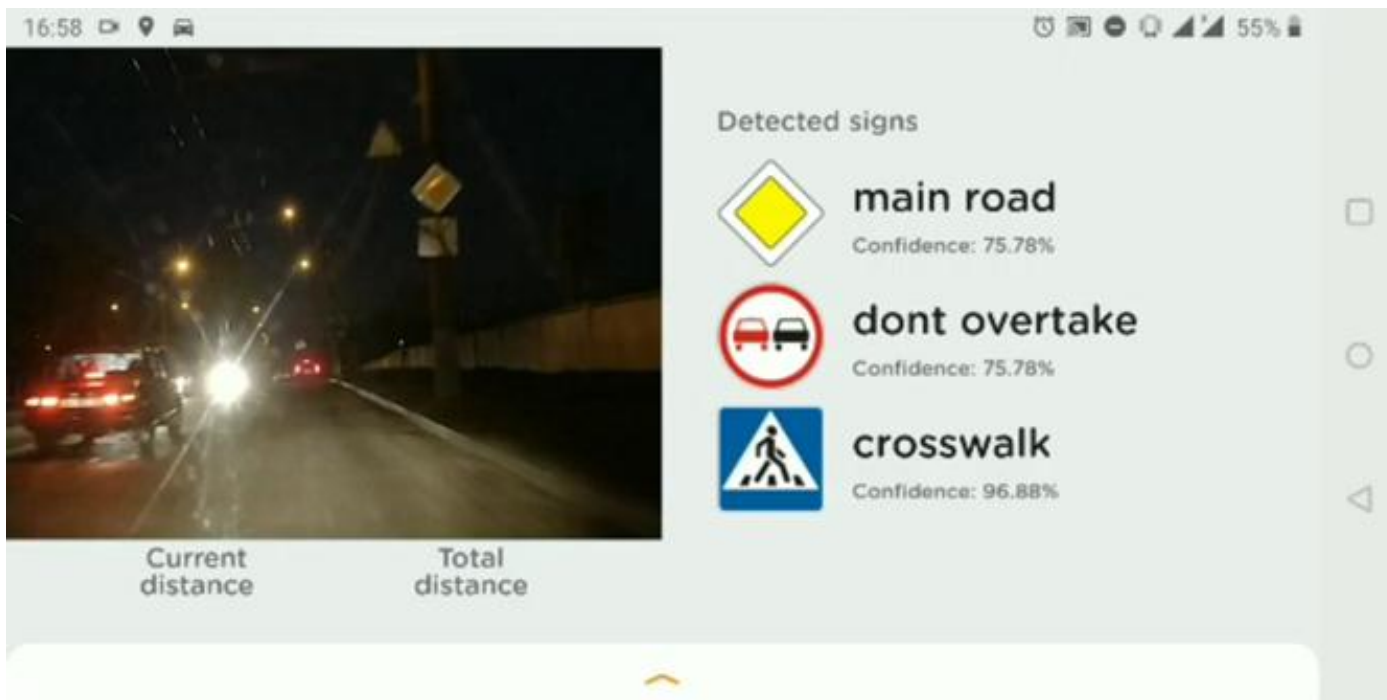 16:58
55%
Detected signs
main road
Confidence: 75.78%
dont overtake
Confidence: 75.78%
crosswalk
Confidence: 96.88%
Current
distance
Total
distance